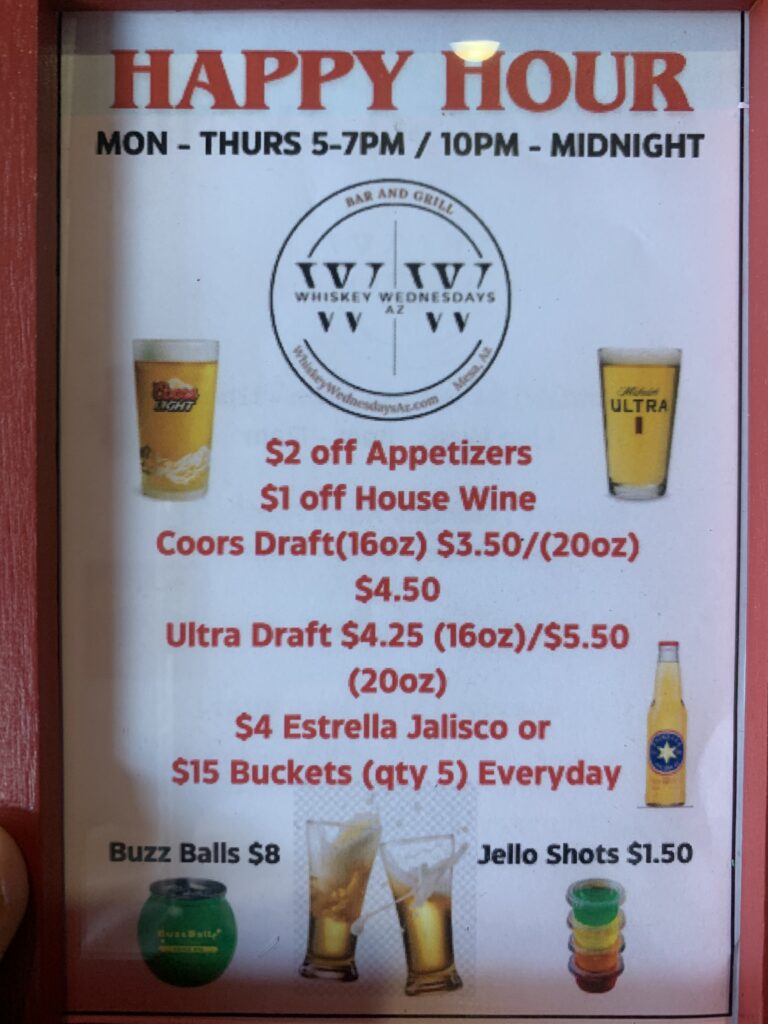 HAPPY HOUR
MON - THURS 5-7PM / 10PM - MIDNIGHT
BAR AND GRILL
WHISKEY WEDNESDAYS
AZ
WhiskeyWednesdaysAz.com Mesa, Az
Coors
LIGHT
Michelob
ULTRA
$2 off Appetizers
$1 off House Wine
Coors Draft(16oz) $3.50/(20oz)
$4.50
Ultra Draft $4.25 (16oz)/$5.50
(20oz)
$4 Estrella Jalisco or
$15 Buckets (qty 5) Everyday
Buzz Balls $8
Jello Shots $1.50
BuzzBallz